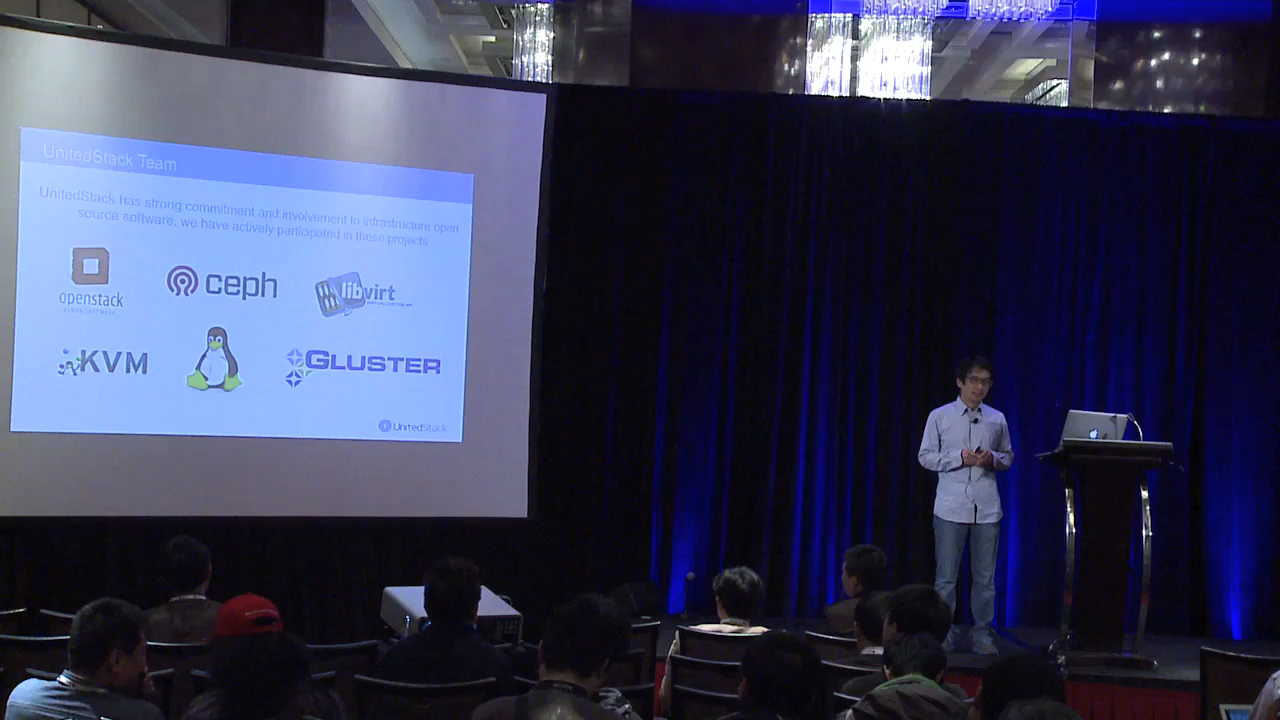 UnitedStack Team
UnitedStack has strong commitment and involvement to infrastructure open
source software, we have actively participated in these projects
openstack
ceph
libvirt
KVM
GLUSTER
UnitedStack